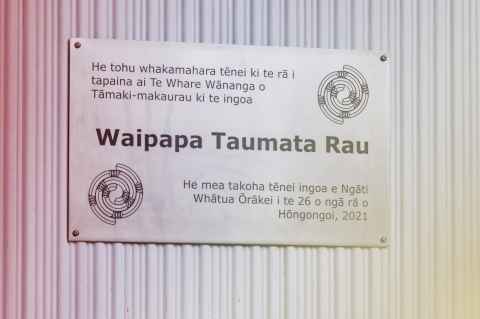 He tohu whakamahara tēnei ki te rā i
tapaina ai Te Whare Wānanga o
Tāmaki-makaurau ki te ingoa
Waipapa Taumata Rau
He mea takoha tēnei ingoa e Ngāti
Whātua Ōrākei i te 26 o ngā rā o
Hōngongoi, 2021